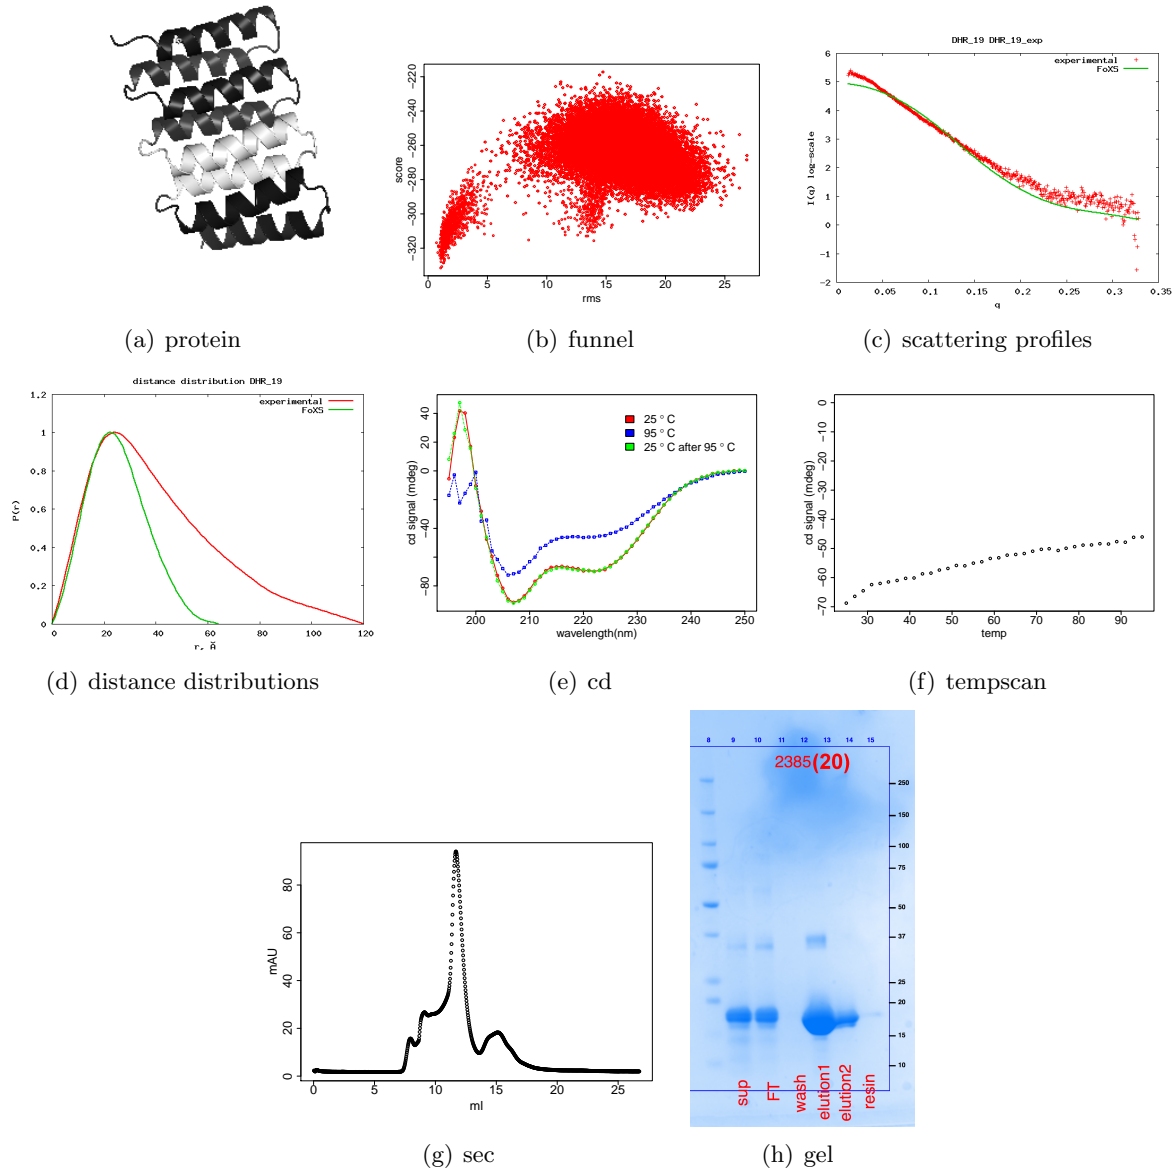 (a) protein
score
−220
−240
−260
−280
−300
−320
0 5 10 15 20 25
rms
(b) funnel
DHR_19 DHR_19_exp
experimental
FoXS
I(q) log-scale
6
5
4
3
2
1
0
−1
−2
0 0.05 0.1 0.15 0.2 0.25 0.3 0.35
q
(c) scattering profiles
distance distribution DHR_19
experimental
FoXS
P(r)
1.2
1
0.8
0.6
0.4
0.2
0
0 20 40 60 80 100 120
(d) distance distributions
25 ° C
95 ° C
25 ° C after 95 ° C
cd signal (mdeg)
40
0
−40
−80
200 210 220 230 240 250
wavelength(nm)
(e) cd
cd signal (mdeg)
0
−10
−20
−30
−40
−50
−60
−70
30 40 50 60 70 80 90
temp
(f) tempscan
mAU
80
60
40
20
0
0 5 10 15 20 25
ml
(g) sec
8 9 10 11 12 13 14 15
2385(20)
250
150
100
75
50
37
25
20
15
10
sup FT wash elution1 elution2 resin
(h) gel